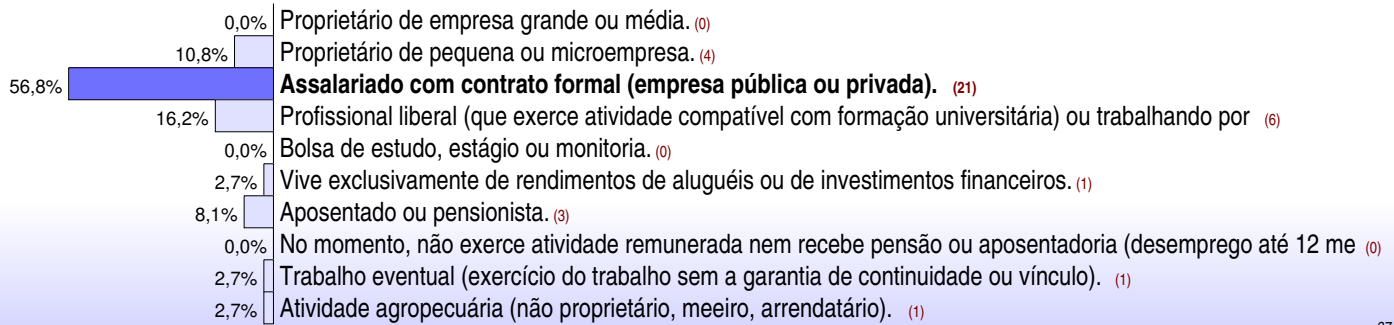 0,0% Proprietário de empresa grande ou média. (0)
10,8% Proprietário de pequena ou microempresa. (4)
56,8% Assalariado com contrato formal (empresa pública ou privada). (21)
16,2% Profissional liberal (que exerce atividade compatível com formação universitária) ou trabalhando por (6)
0,0% Bolsa de estudo, estágio ou monitoria. (0)
2,7% Vive exclusivamente de rendimentos de aluguéis ou de investimentos financeiros. (1)
8,1% Aposentado ou pensionista. (3)
0,0% No momento, não exerce atividade remunerada nem recebe pensão ou aposentadoria (desemprego até 12 me (0)
2,7% Trabalho eventual (exercício do trabalho sem a garantia de continuidade ou vínculo). (1)
2,7% Atividade agropecuária (não proprietário, meeiro, arrendatário). (1)